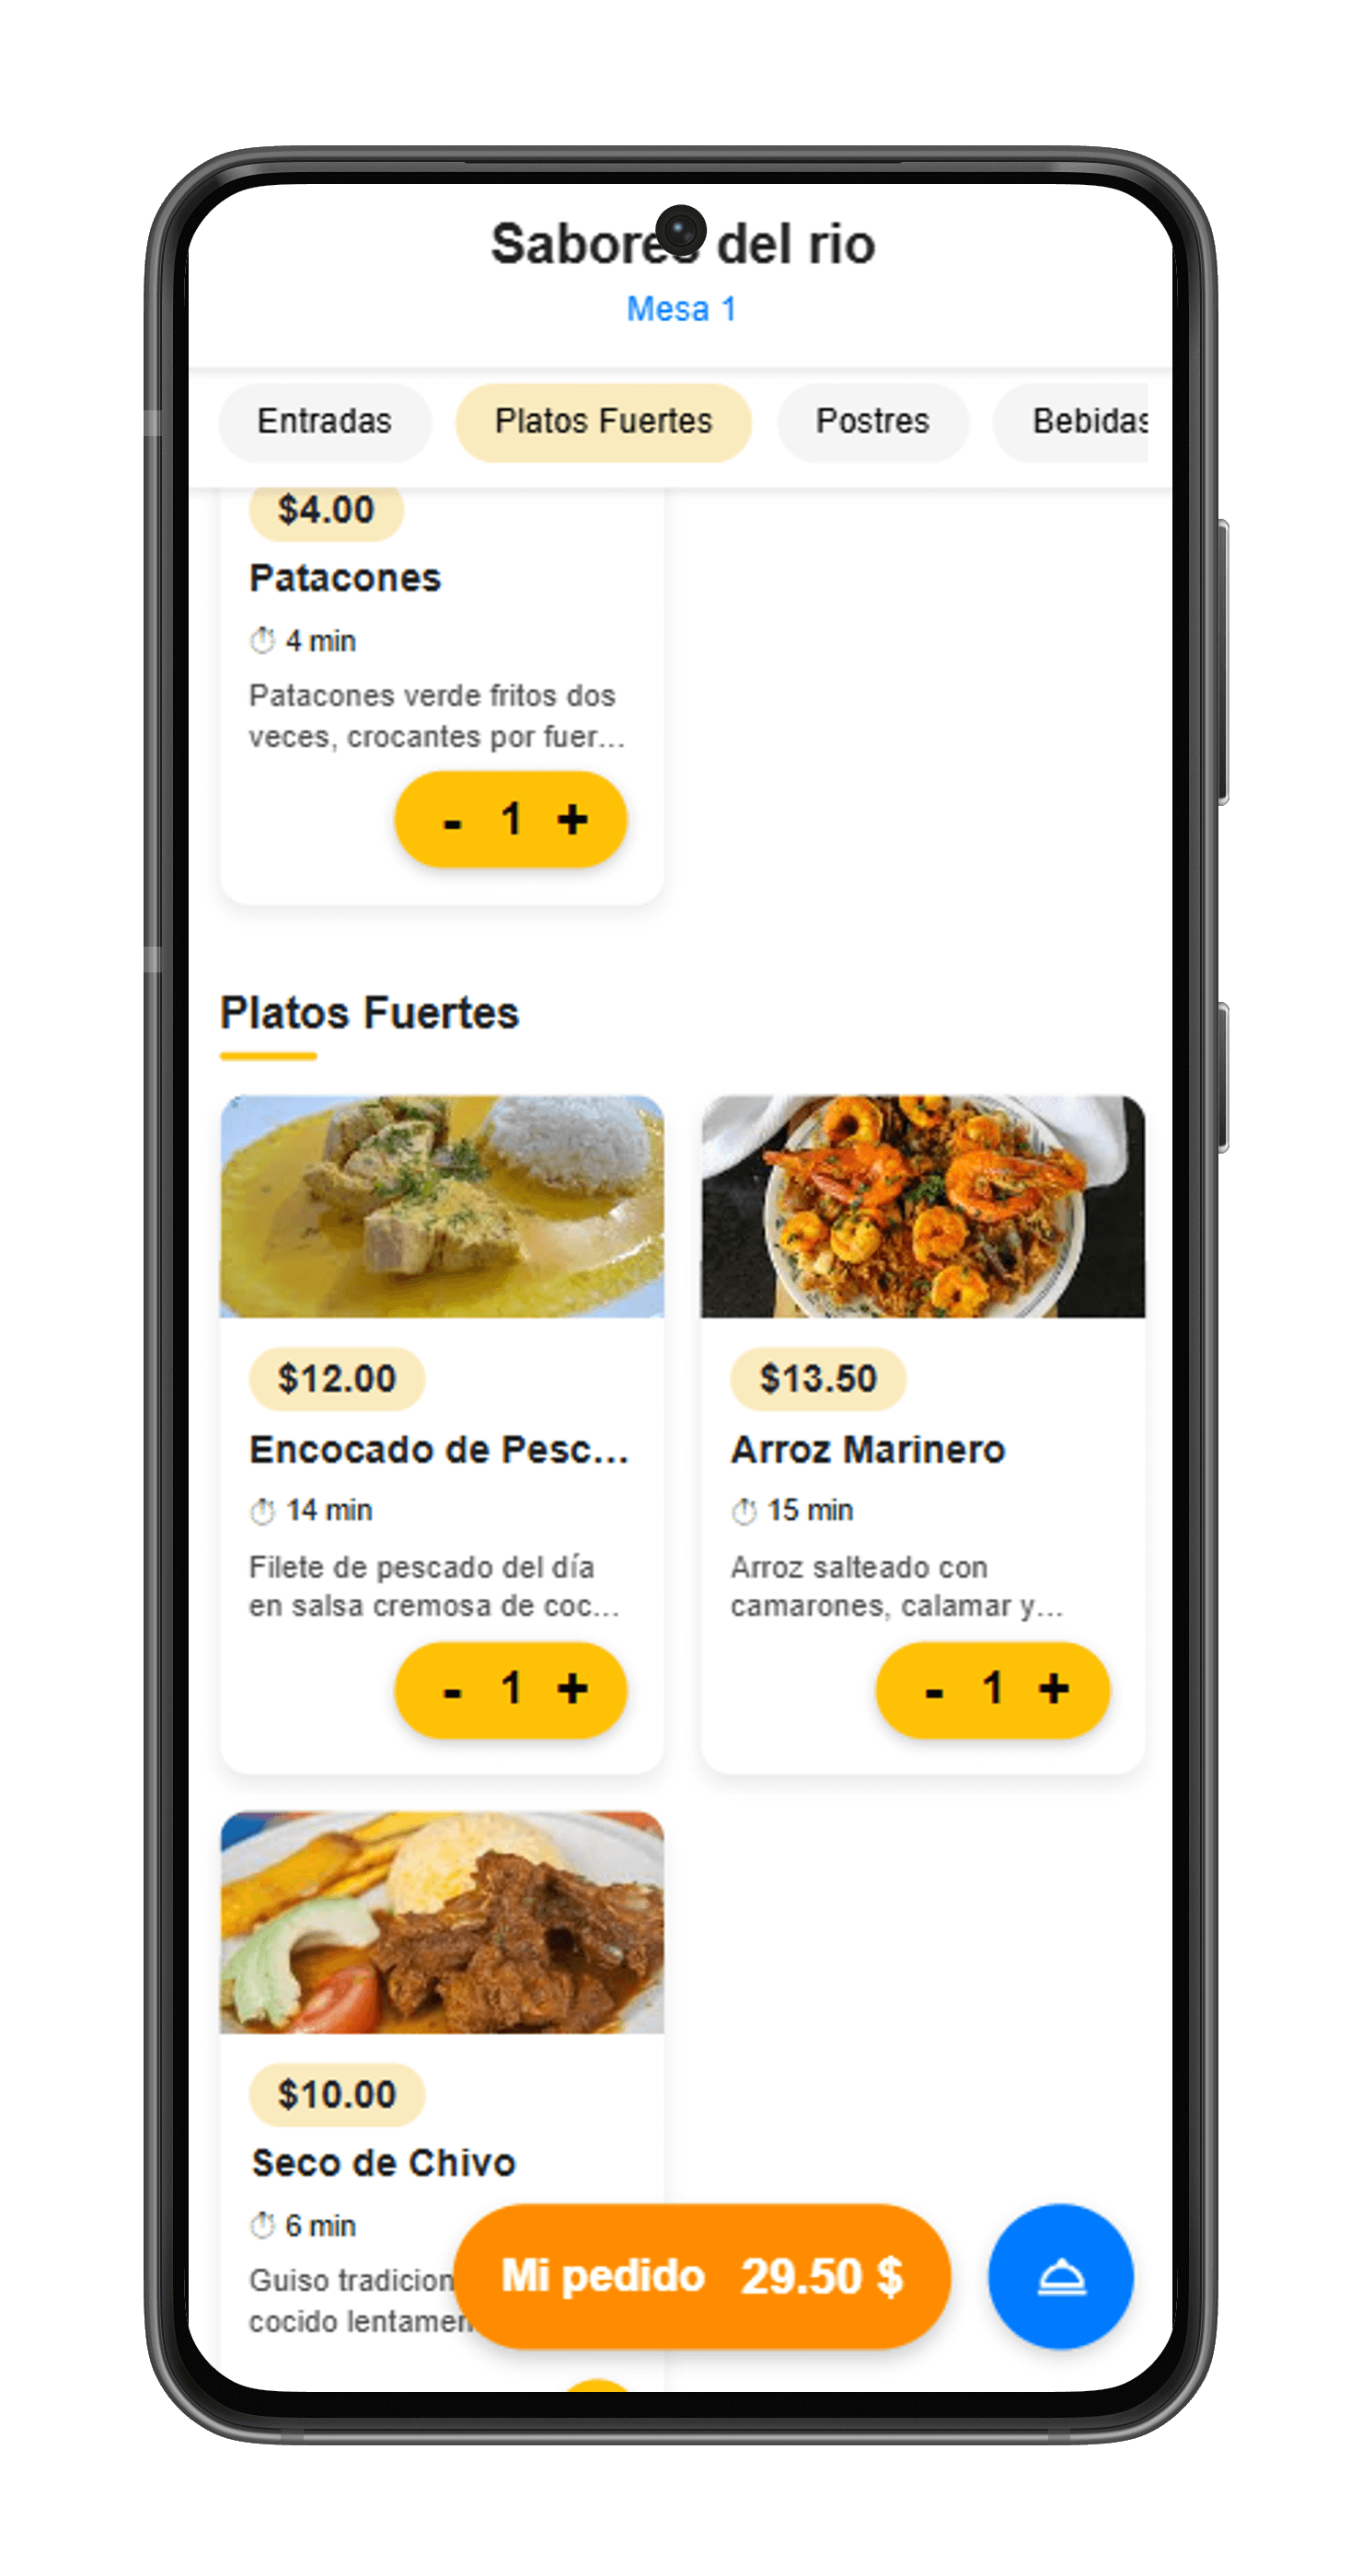 Sabores del rio
Mesa 1
Entradas Platos Fuertes Postres Bebidas
$4.00
Patacones
4 min
Patacones verde fritos dos
veces, crocantes por fuer...
- 1 +
Platos Fuertes
$12.00
Encocado de Pesc...
14 min
Filete de pescado del día
en salsa cremosa de coc...
- 1 +
$13.50
Arroz Marinero
15 min
Arroz salteado con
camarones, calamar y...
- 1 +
$10.00
Seco de Chivo
6 min
Guiso tradicion
cocido lentamen
Mi pedido 29.50 $